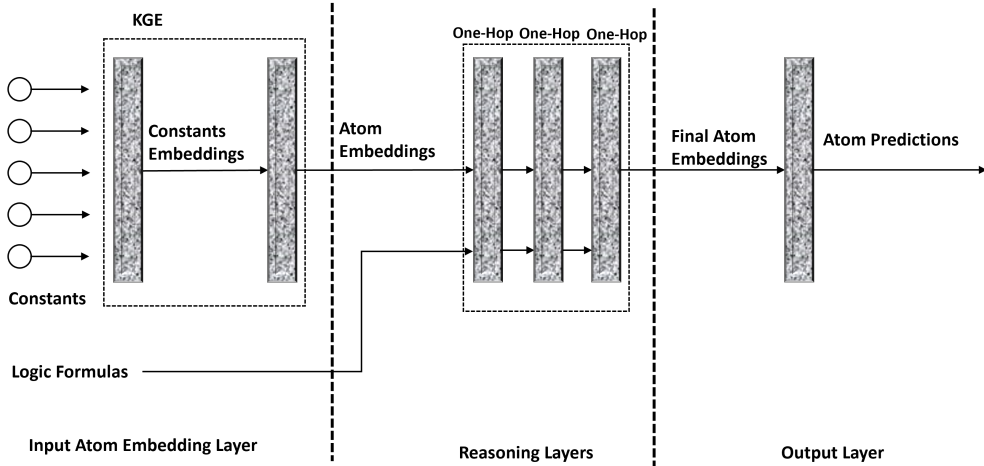 KGE
One-Hop One-Hop One-Hop
Constants
Embeddings
Atom
Embeddings
Final Atom
Embeddings
Atom Predictions
Constants
Logic Formulas
Input Atom Embedding Layer
Reasoning Layers
Output Layer